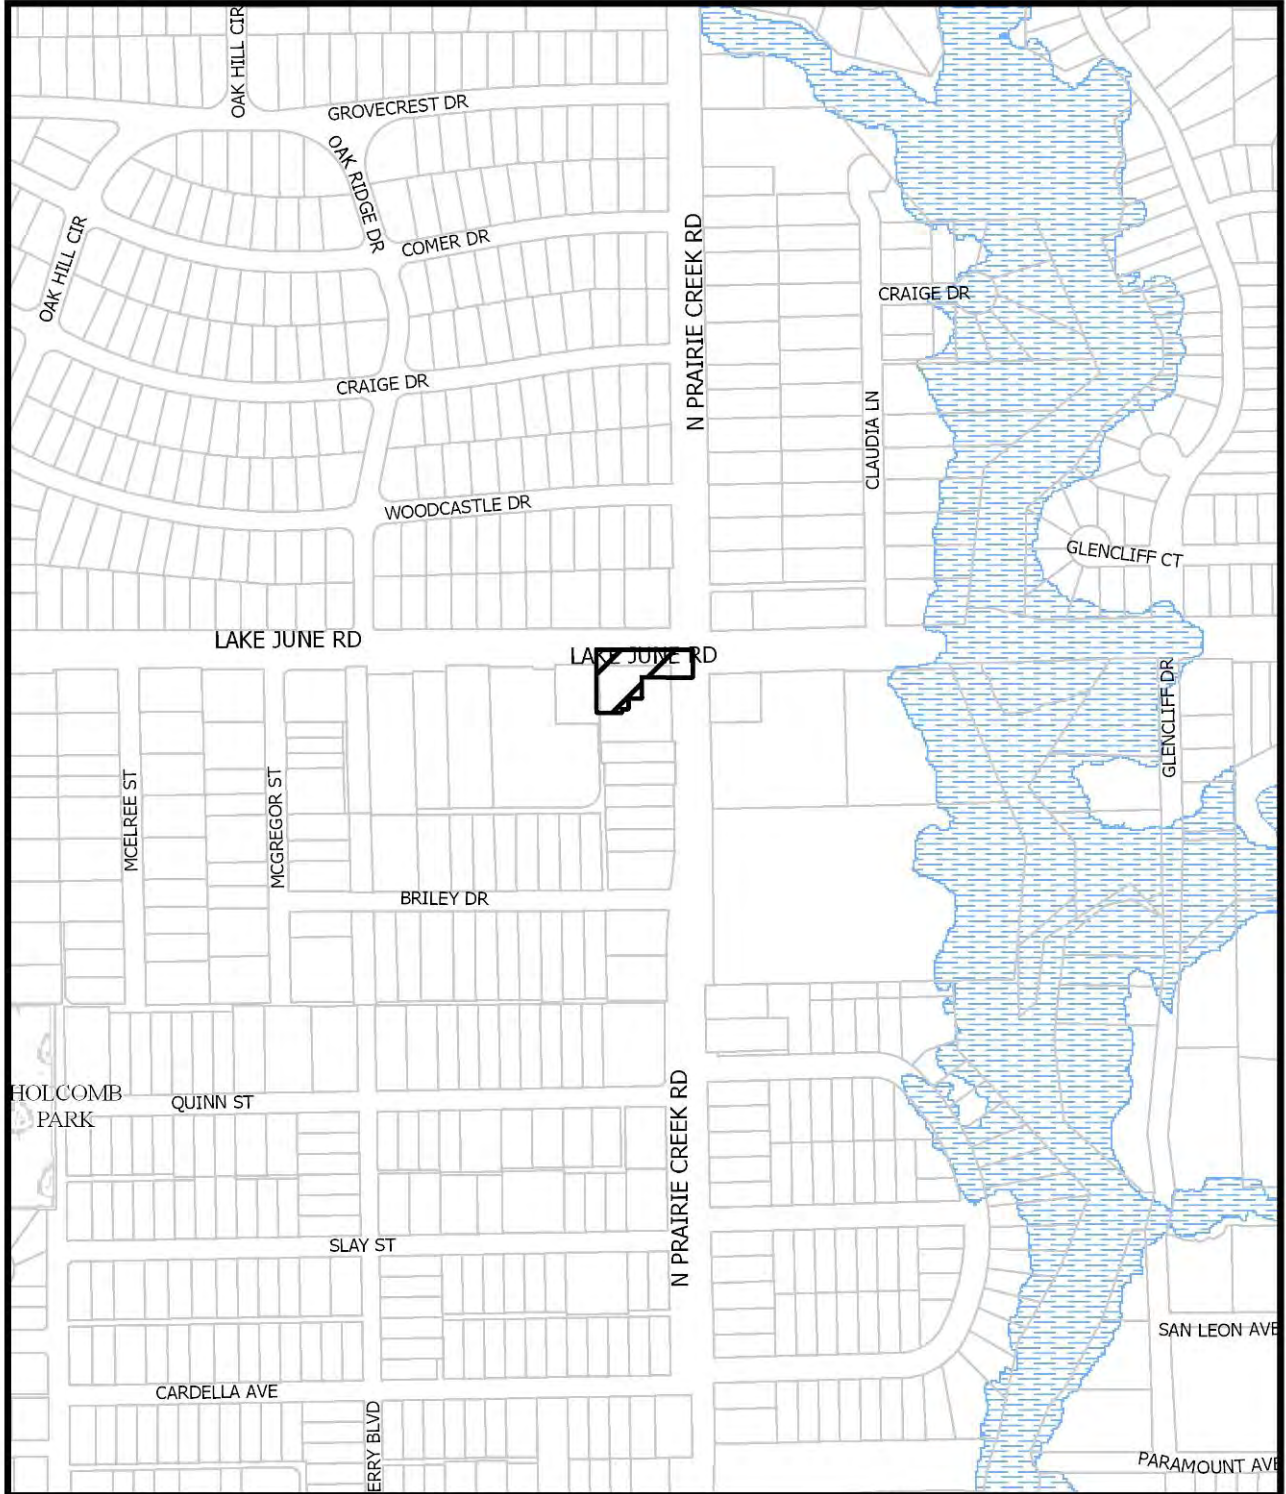 OAK HILL CIR
GROVECREST DR
OAK RIDGE DR
OAK HILL CIR
COMER DR
N PRAIRIE CREEK RD
CRAIGE DR
CRAIGE DR
CLAUDIA LN
WOODCASTLE DR
GLENCLIFF CT
LAKE JUNE RD
LAKE JUNE RD
GLENCLIFF DR
MCELREE ST
MCGREGOR ST
BRILEY DR
HOLCOMB
PARK
QUINN ST
N PRAIRIE CREEK RD
SLAY ST
SAN LEON AVE
CARDELLA AVE
ERRY BLVD
PARAMOUNT AVE